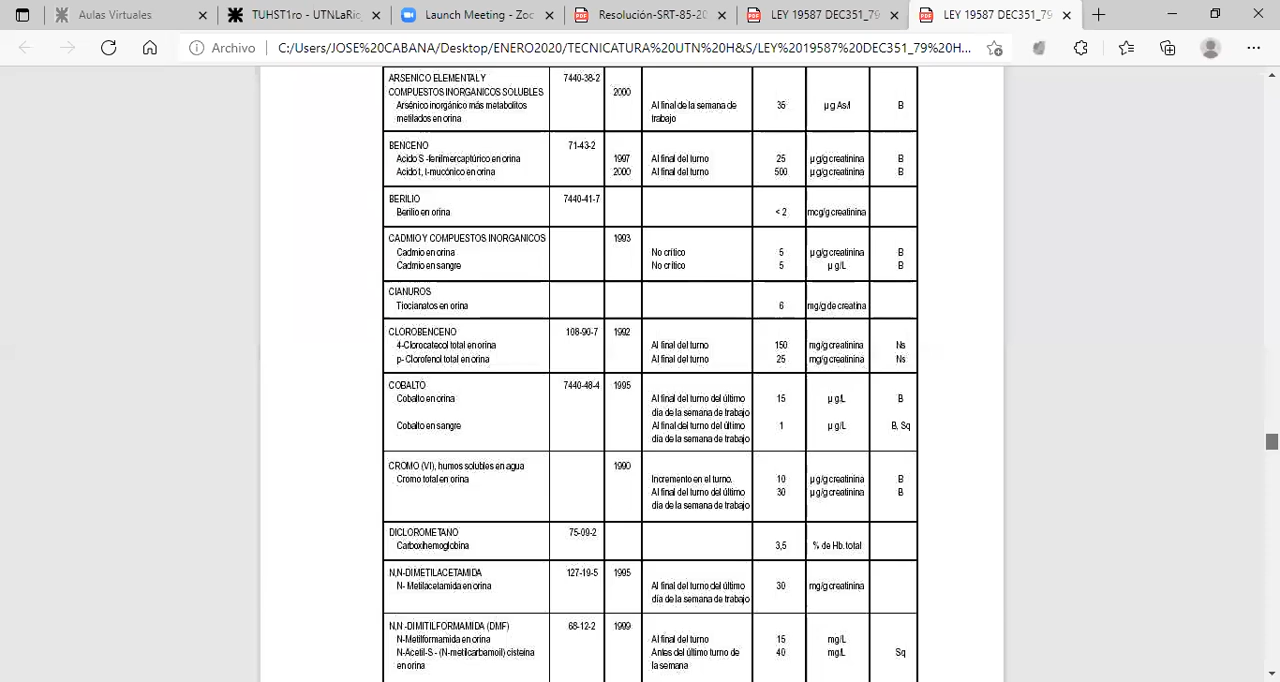 Aulas Virtuales
TUHST1ro - UTNLaRio
Launch Meeting - Zoo
Resolución-SRT-85-20
LEY 19587 DEC351_79
LEY 19587 DEC351_79
Archivo
C:/Users/JOSE%20CABANA/Desktop/ENERO2020/TECNICATURA%20UTN%20H&S/LEY%2019587%20DEC351_79%20H...
ARSENICO ELEMENTAL Y 7440-38-2
COMPUESTOS INORGANICOS SOLUBLES 2000
Arsénico inorgánico más metabolitos Al final de la semana de 35 µg As/l B
metilados en orina trabajo
BENCENO 71-43-2
Acido S -fenilmercaptúrico en orina 1997 Al final del turno 25 µg/g creatinina B
Acido t, t-mucónico en orina 2000 Al final del turno 500 µg/g creatinina B
BERILIO 7440-41-7
Berilio en orina < 2 mcg/g creatinina
CADMIO Y COMPUESTOS INORGANICOS 1993
Cadmio en orina No crítico 5 µg/g creatinina B
Cadmio en sangre No crítico 5 µg/L B
CIANUROS
Tiocianatos en orina 6 mg/g de creatina
CLOROBENCENO 108-90-7 1992
4-Clorocatecol total en orina Al final del turno 150 mg/g creatinina Ns
p- Clorofenol total en orina Al final del turno 25 mg/g creatinina Ns
COBALTO 7440-48-4 1995
Cobalto en orina Al final del turno del último 15 µg/L B
día de la semana de trabajo
Cobalto en sangre Al final del turno del último 1 µg/L B, Sq
día de la semana de trabajo
CROMO (VI), humos solubles en agua 1990
Cromo total en orina Incremento en el turno. 10 µg/g creatinina B
Al final del turno del último 30 µg/g creatinina B
día de la semana de trabajo
DICLOROMETANO 75-09-2
Carboxihemoglobina 3,5 % de Hb. total
N,N-DIMETILACETAMIDA 127-19-5 1995
N- Metilacetamida en orina Al final del turno del último 30 mg/g creatinina
día de la semana de trabajo
N,N -DIMITILFORMAMIDA (DMF) 68-12-2 1999
N-Metilformamida en orina Al final del turno 15 mg/L
N-Acetil-S - (N-metilcarbamoil) cisteína Antes del último turno de 40 mg/L Sq
en orina la semana